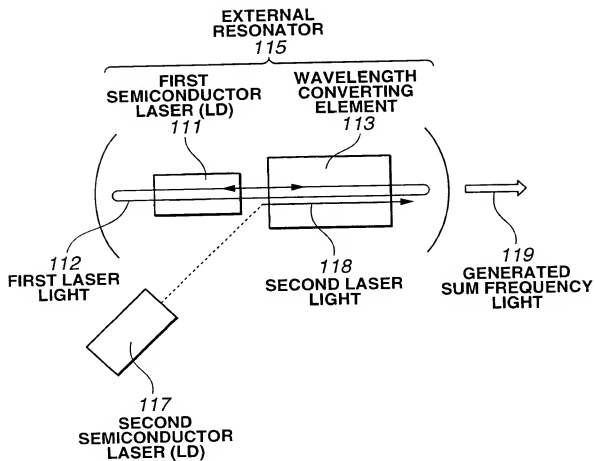 EXTERNAL
RESONATOR
115
FIRST
SEMICONDUCTOR
LASER (LD)
111
WAVELENGTH
CONVERTING
ELEMENT
113
112
FIRST LASER
LIGHT
118
SECOND LASER
LIGHT
119
GENERATED
SUM FREQUENCY
LIGHT
117
SECOND
SEMICONDUCTOR
LASER (LD)